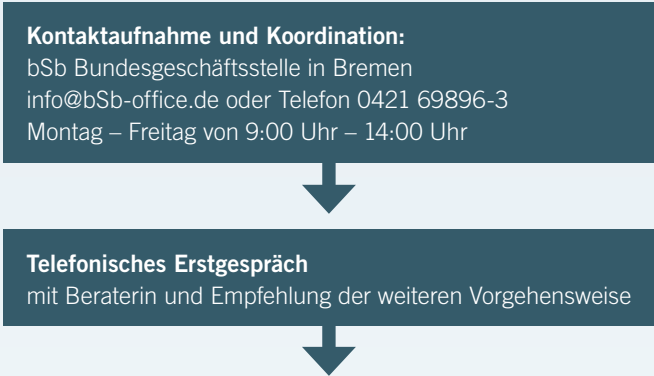 Kontaktaufnahme und Koordination:
bSb Bundesgeschäftsstelle in Bremen
info@bSb-office.de oder Telefon 0421 69896-3
Montag – Freitag von 9:00 Uhr – 14:00 Uhr
Telefonisches Erstgespräch
mit Beraterin und Empfehlung der weiteren Vorgehensweise